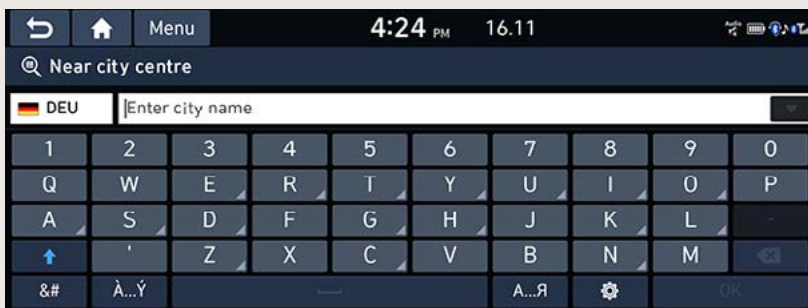 Menu 4:24 PM 16.11
Near city centre
DEU Enter city name
1 2 3 4 5 6 7 8 9 0
Q W E R T Y U I O P
A S D F G H J K L -
' Z X C V B N M
&# À...Ý А...Я OK